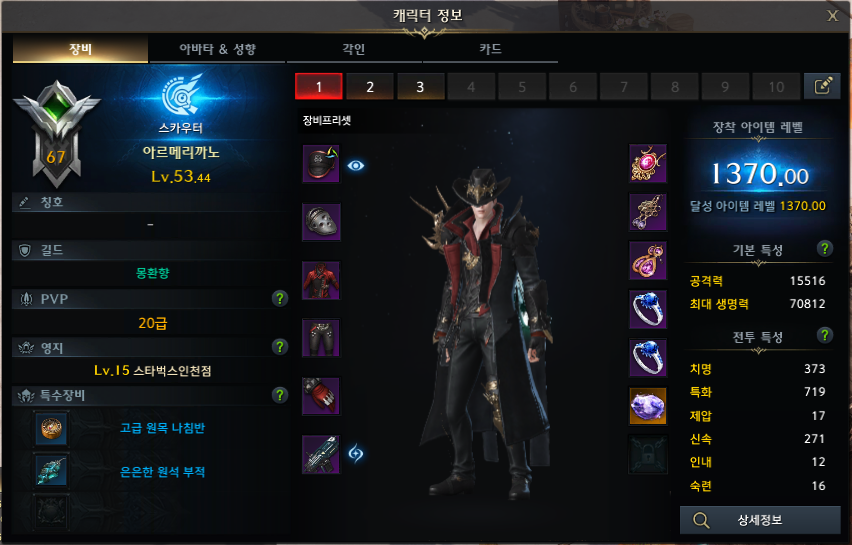 캐릭터 정보
X
장비
아바타 & 성향
각인
카드
67
스카우터
아르메리까노
Lv.53.44
칭호
–
길드
몽환향
PVP
?
20급
영지
?
Lv.15 스타벅스인천점
특수장비
?
고급 원목 나침반
은은한 원석 부적
1 2 3 4 5 6 7 8 9 10
장비프리셋
장착 아이템 레벨
1370.00
달성 아이템 레벨 1370.00
기본 특성 ?
공격력 15516
최대 생명력 70812
전투 특성 ?
치명 373
특화 719
제압 17
신속 271
인내 12
숙련 16
상세정보